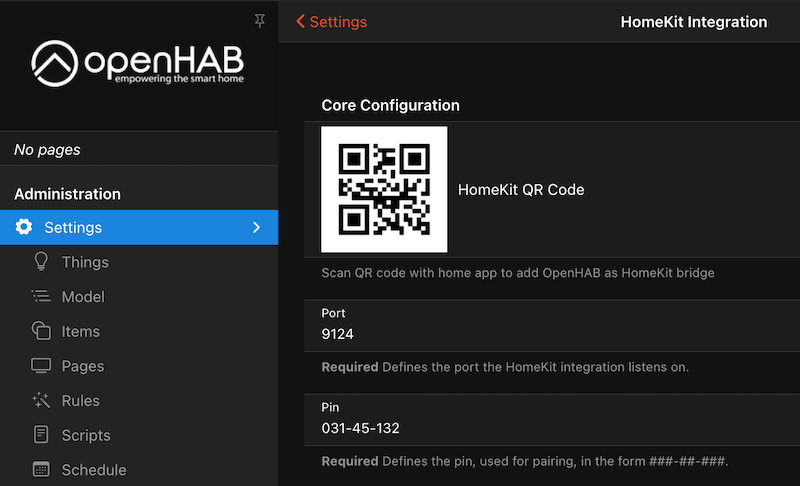 openHAB
empowering the smart home
No pages
Administration
Settings
Things
Model
Items
Pages
Rules
Scripts
Schedule
Settings
HomeKit Integration
Core Configuration
HomeKit QR Code
Scan QR code with home app to add OpenHAB as HomeKit bridge
Port
9124
Required Defines the port the HomeKit integration listens on.
Pin
031-45-132
Required Defines the pin, used for pairing, in the form ###-##-###.